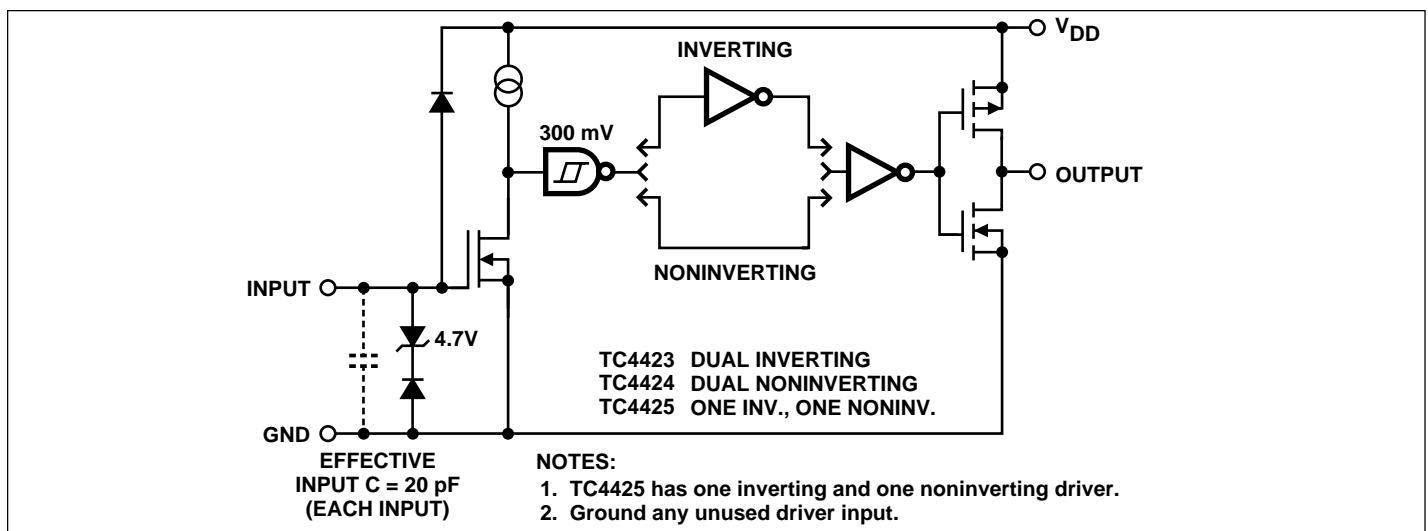 V_DD
INVERTING
300 mV
OUTPUT
NONINVERTING
INPUT
4.7V
TC4423 DUAL INVERTING
TC4424 DUAL NONINVERTING
TC4425 ONE INV., ONE NONINV.
GND
EFFECTIVE
INPUT C = 20 pF
(EACH INPUT)
NOTES:
1. TC4425 has one inverting and one noninverting driver.
2. Ground any unused driver input.